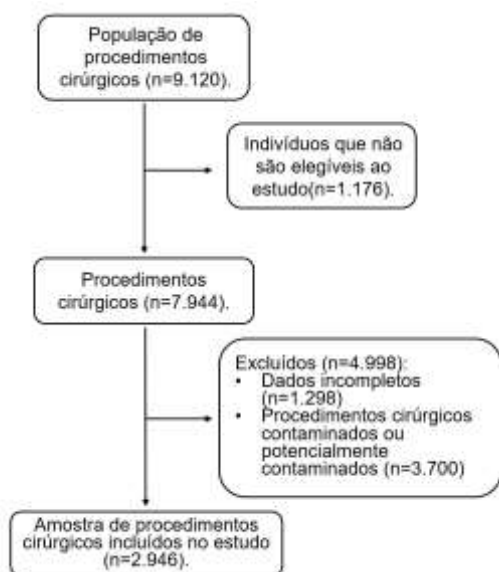 População de
procedimentos
cirúrgicos (n=9.120).
Indivíduos que não
são elegíveis ao
estudo(n=1.176).
Procedimentos
cirúrgicos (n=7.944).
Excluídos (n=4.998):
• Dados incompletos
(n=1.298)
• Procedimentos cirúrgicos
contaminados ou
potencialmente
contaminados (n=3.700)
Amostra de procedimentos
cirúrgicos incluídos no estudo
(n=2.946).